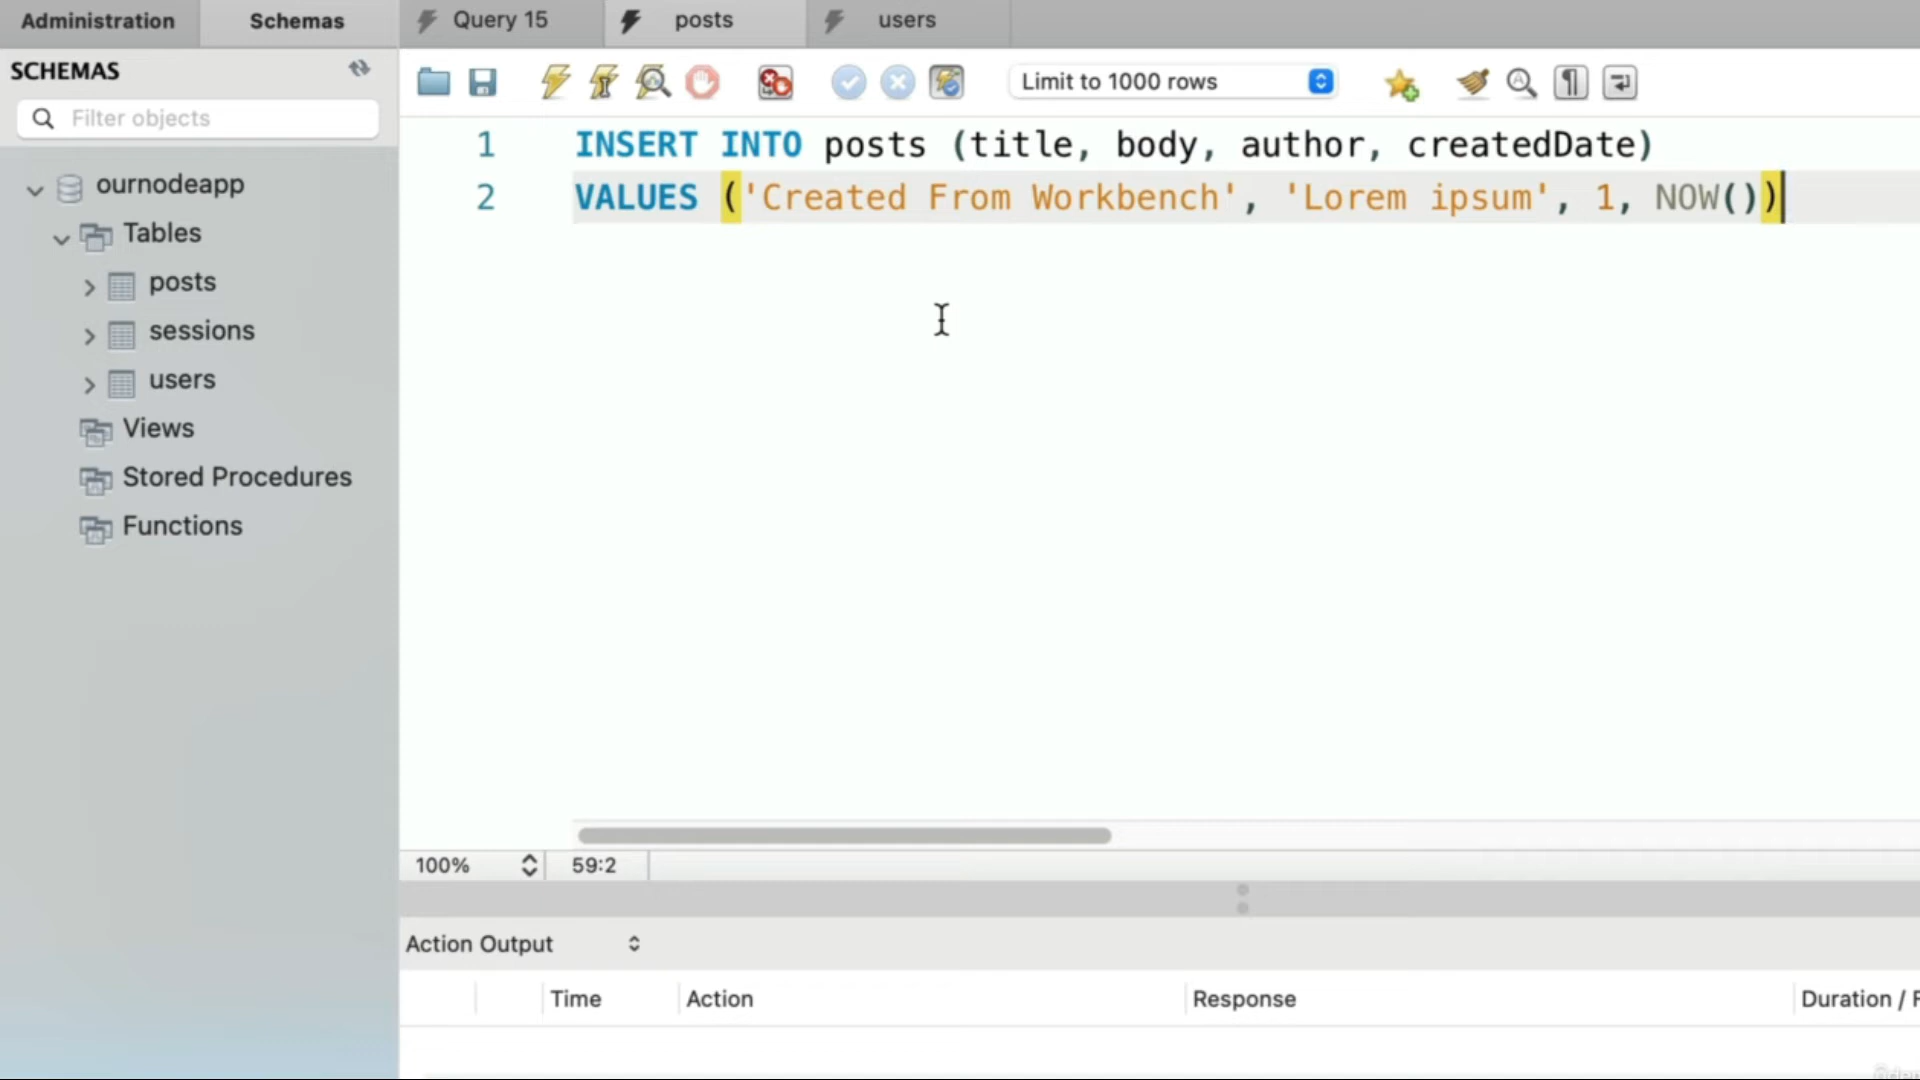 Administration
Schemas
Query 15
posts
users
SCHEMAS
Filter objects
Limit to 1000 rows
ournodeapp
Tables
posts
sessions
users
Views
Stored Procedures
Functions
1 INSERT INTO posts (title, body, author, createdDate)
2 VALUES ('Created From Workbench', 'Lorem ipsum', 1, NOW())
100%
59:2
Action Output
Time
Action
Response
Duration /